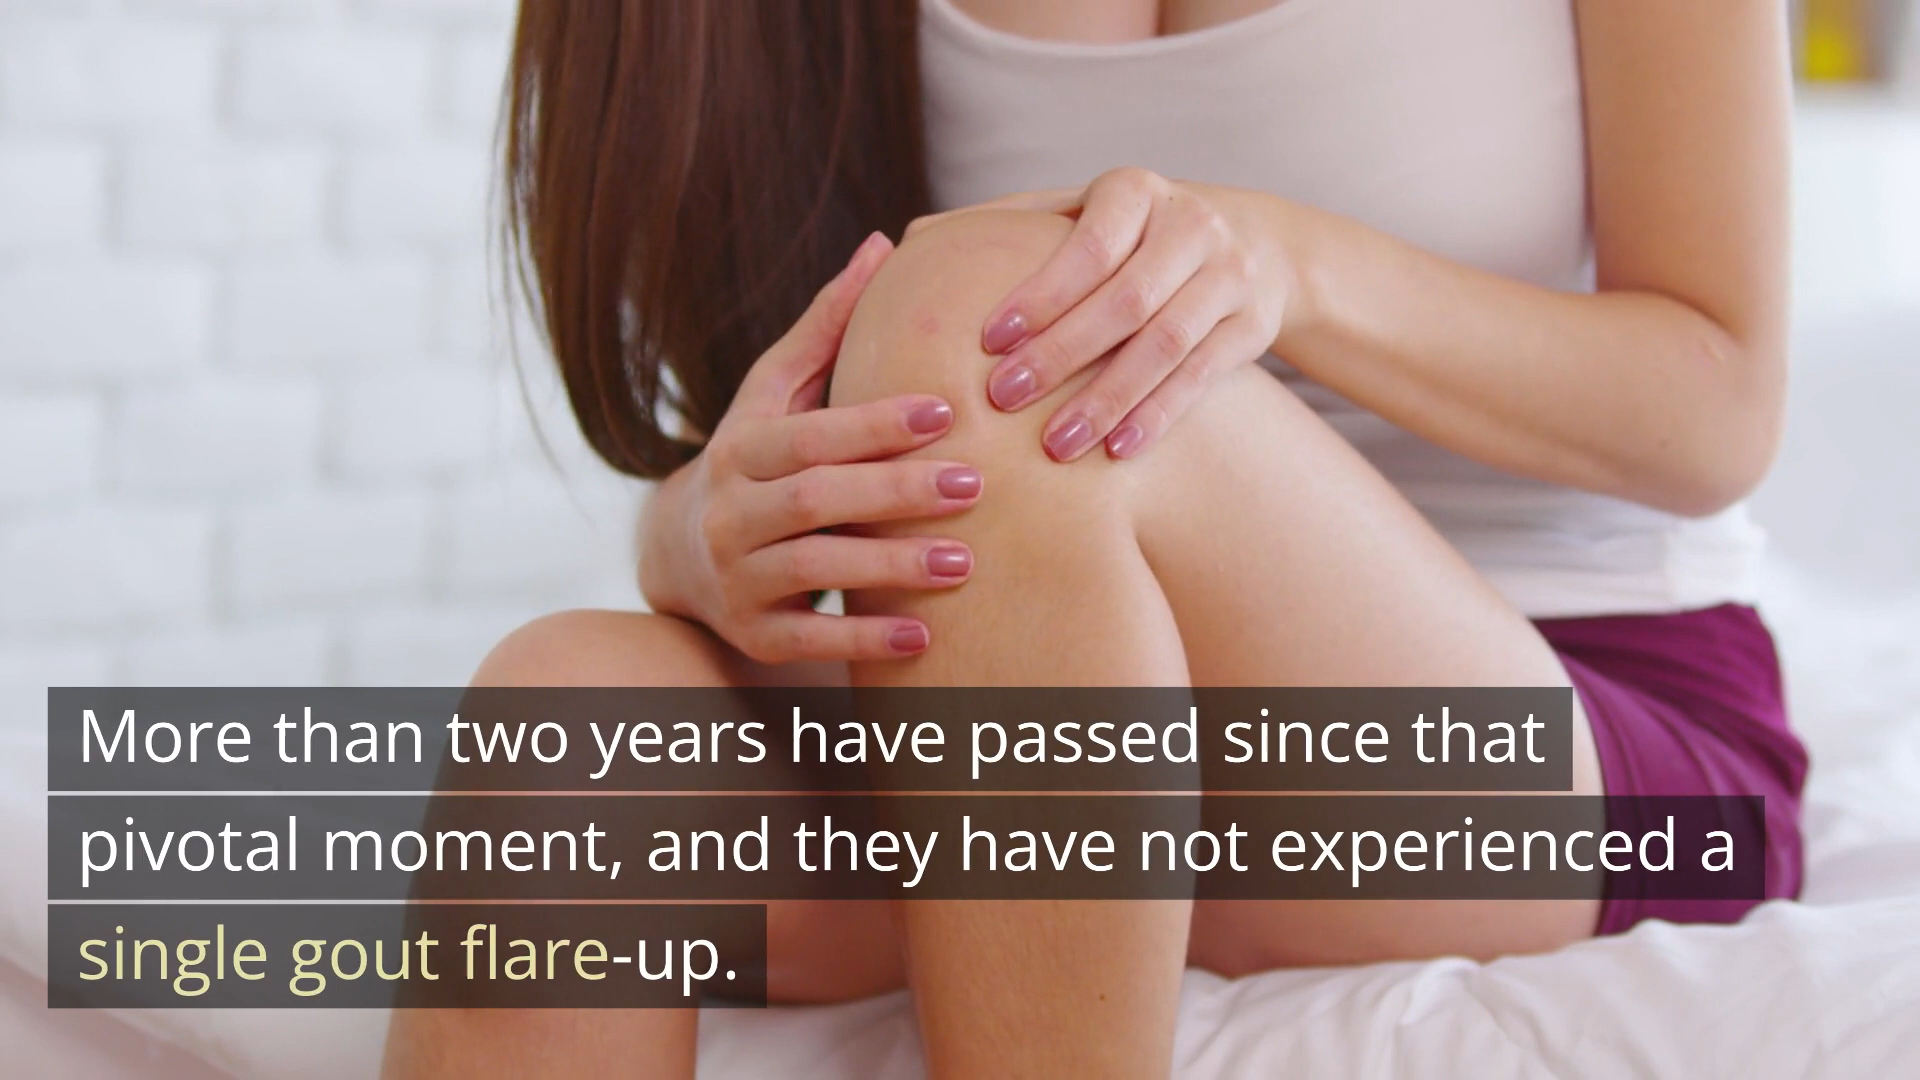 More than two years have passed since that
pivotal moment, and they have not experienced a
single gout flare-up.